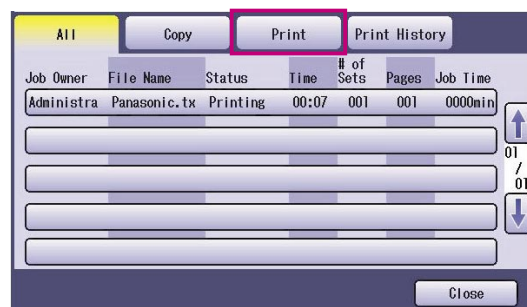 All Copy Print Print History
Job Owner File Name Status Time # of Sets Pages Job Time
Administra Panasonic.tx Printing 00:07 001 001 0000min
01
/
01
Close